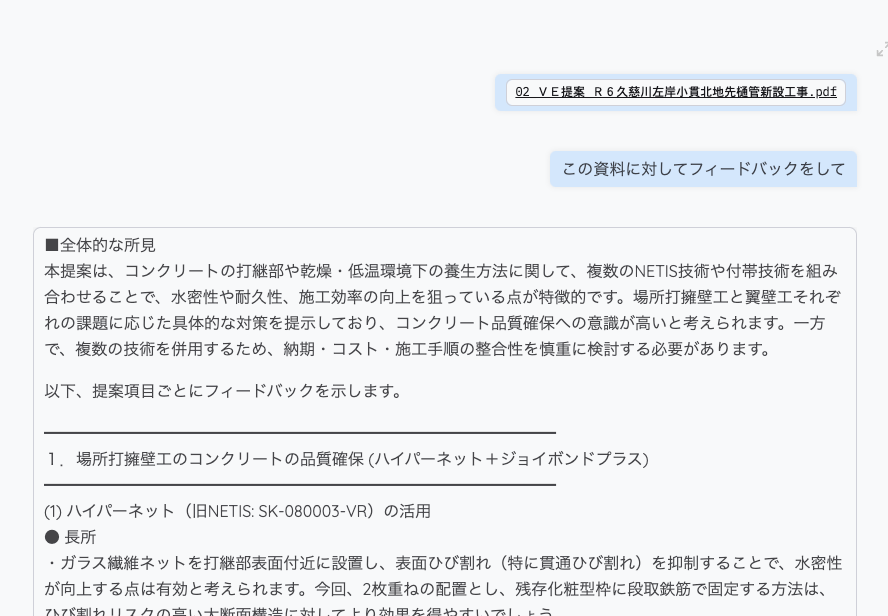 02 ＶＥ提案 Ｒ６久慈川左岸小貫北地先樋管新設工事.pdf
この資料に対してフィードバックをして
■全体的な所見
本提案は、コンクリートの打継部や乾燥・低温環境下の養生方法に関して、複数のNETIS技術や付帯技術を組み
合わせることで、水密性や耐久性、施工効率の向上を狙っている点が特徴的です。場所打擁壁工と翼壁工それぞ
れの課題に応じた具体的な対策を提示しており、コンクリート品質確保への意識が高いと考えられます。一方
で、複数の技術を併用するため、納期・コスト・施工手順の整合性を慎重に検討する必要があります。
以下、提案項目ごとにフィードバックを示します。
１．場所打擁壁工のコンクリートの品質確保 (ハイパーネット＋ジョイボンドプラス)
(1) ハイパーネット（旧NETIS: SK-080003-VR）の活用
● 長所
・ガラス繊維ネットを打継部表面付近に設置し、表面ひび割れ（特に貫通ひび割れ）を抑制することで、水密性
が向上する点は有効と考えられます。今回、2枚重ねの配置とし、残存化粧型枠に段取鉄筋で固定する方法は、
ひび割れリスクの高い大断面構造に対してより効果を得やすいでしょう